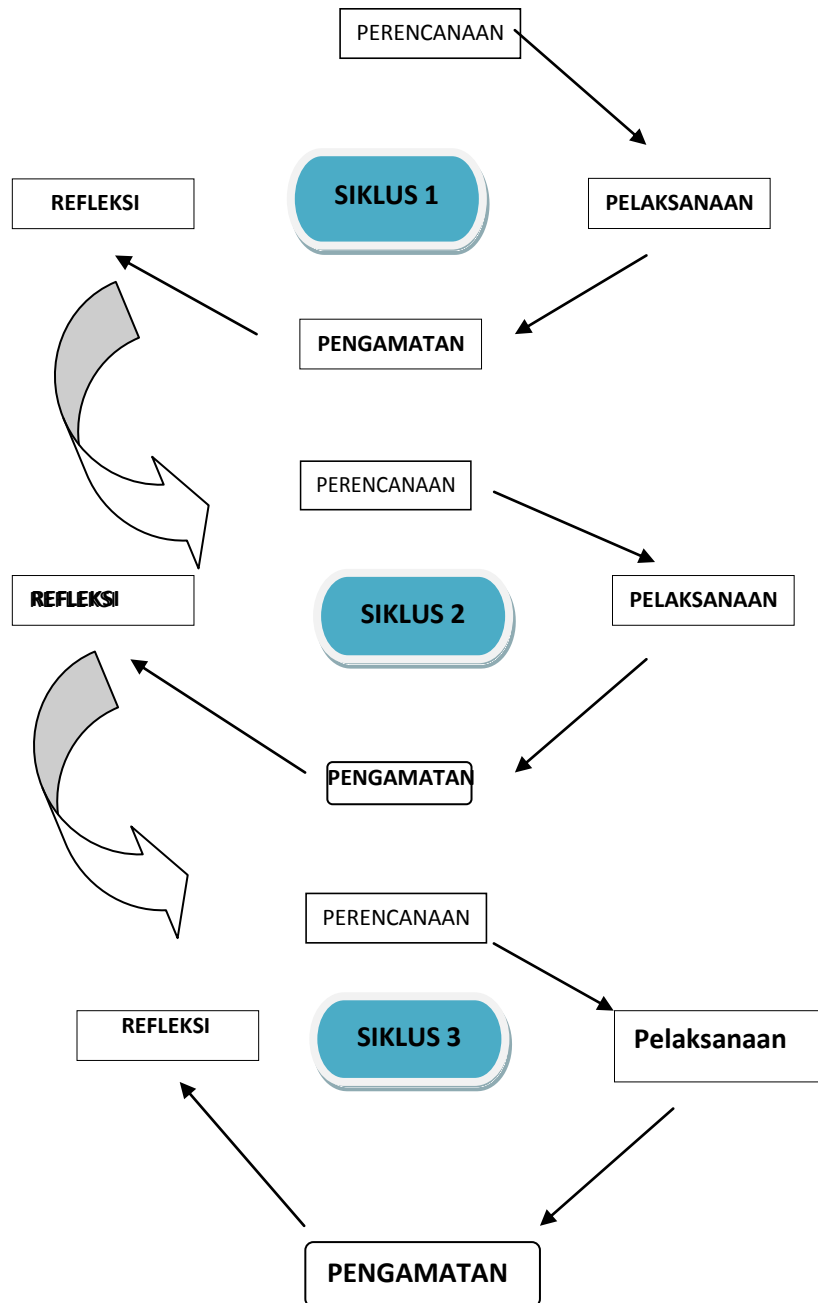 PERENCANAAN
SIKLUS 1
REFLEKSI
PELAKSANAAN
PENGAMATAN
PERENCANAAN
REFLEKSI
SIKLUS 2
PELAKSANAAN
PENGAMATAN
PERENCANAAN
REFLEKSI
SIKLUS 3
Pelaksanaan
PENGAMATAN